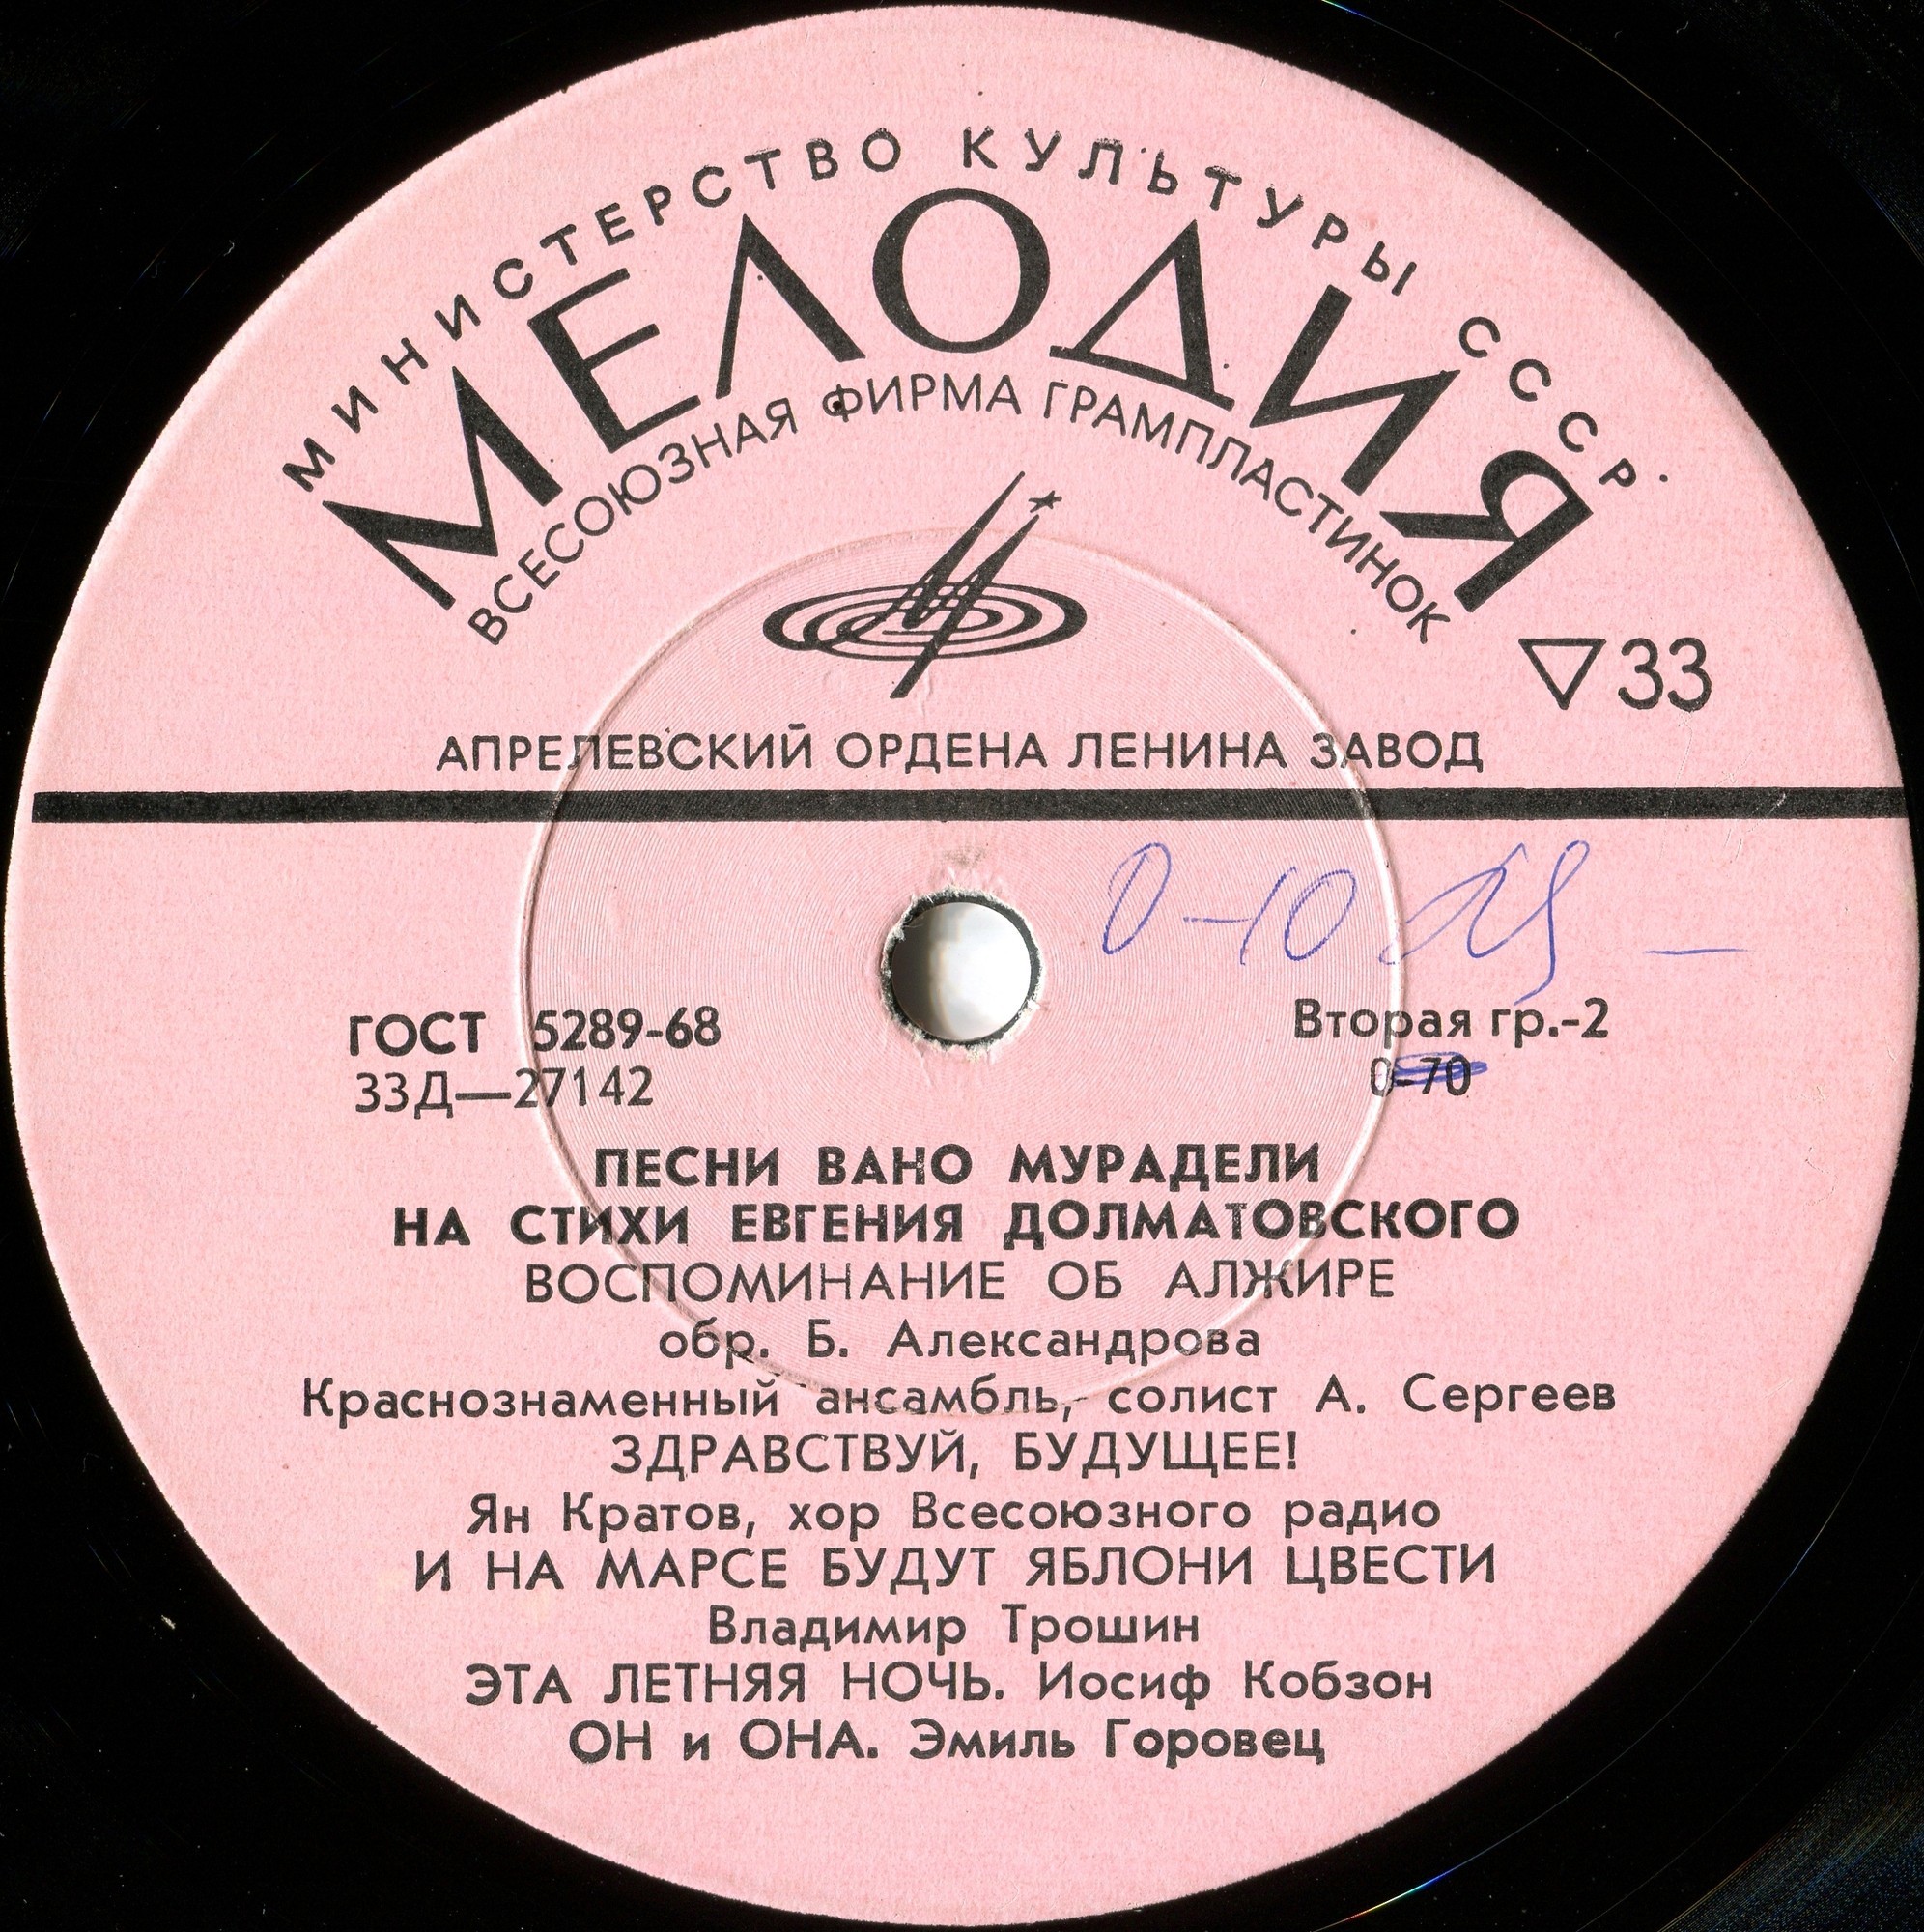 МИНИСТЕРСТВО КУЛЬТУРЫ СССР
МЕЛОДИЯ
ВСЕСОЮЗНАЯ ФИРМА ГРАМПЛАСТИНОК
33
АПРЕЛЕВСКИЙ ОРДЕНА ЛЕНИНА ЗАВОД
0-10
ГОСТ 5289-68
Вторая гр.-2
33Д—27142
0-70
ПЕСНИ ВАНО МУРАДЕЛИ
НА СТИХИ ЕВГЕНИЯ ДОЛМАТОВСКОГО
ВОСПОМИНАНИЕ ОБ АЛЖИРЕ
обр. Б. Александрова
Краснознаменный ансамбль, солист А. Сергеев
ЗДРАВСТВУЙ, БУДУЩЕЕ!
Ян Кратов, хор Всесоюзного радио
И НА МАРСЕ БУДУТ ЯБЛОНИ ЦВЕСТИ
Владимир Трошин
ЭТА ЛЕТНЯЯ НОЧЬ. Иосиф Кобзон
ОН и ОНА. Эмиль Горовец